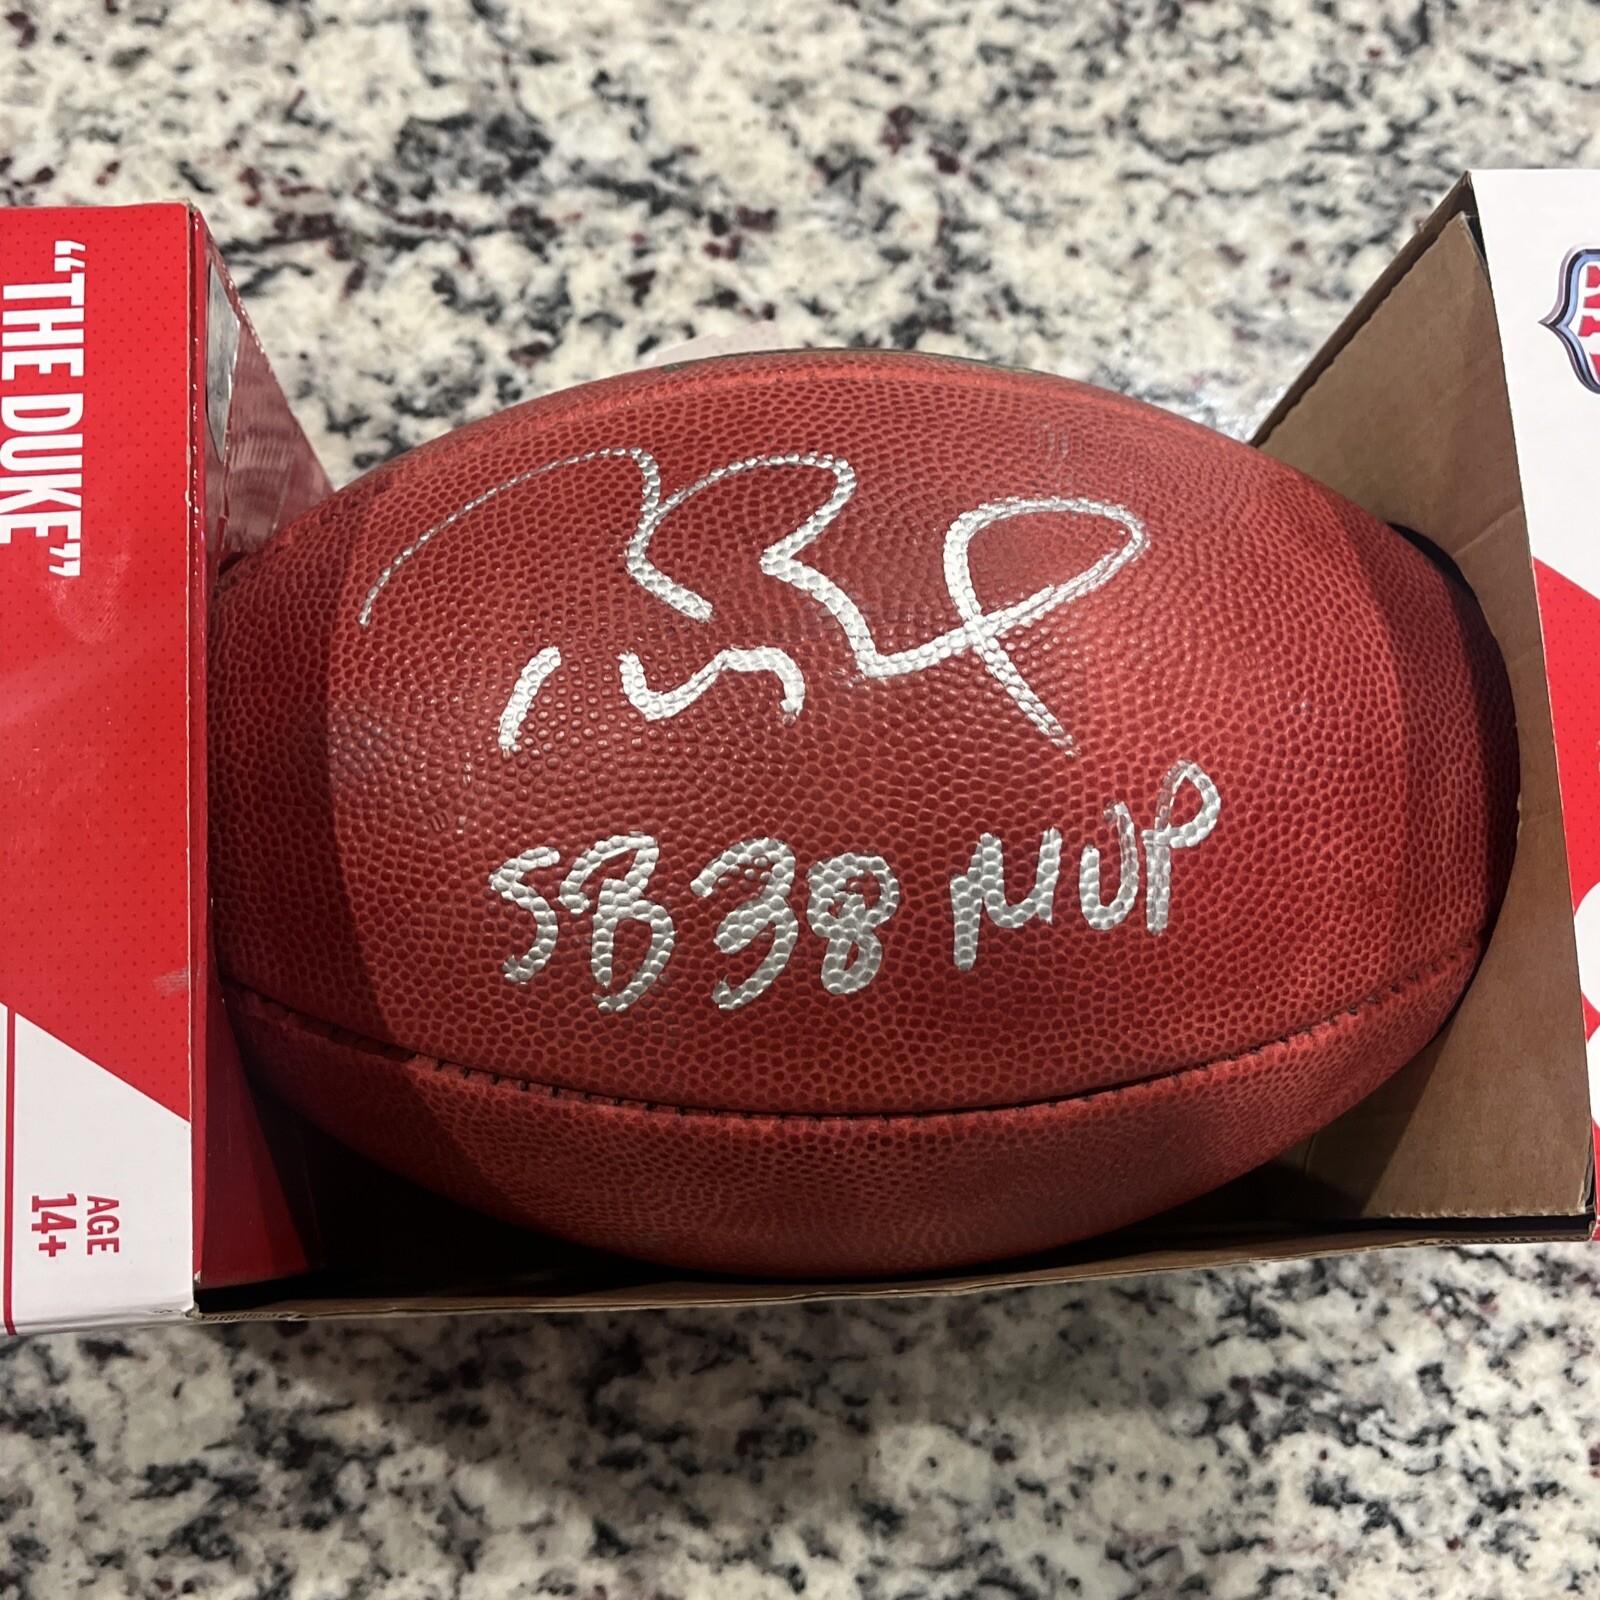 "THE DUKE"
SB 38 MVP
AGE
14+